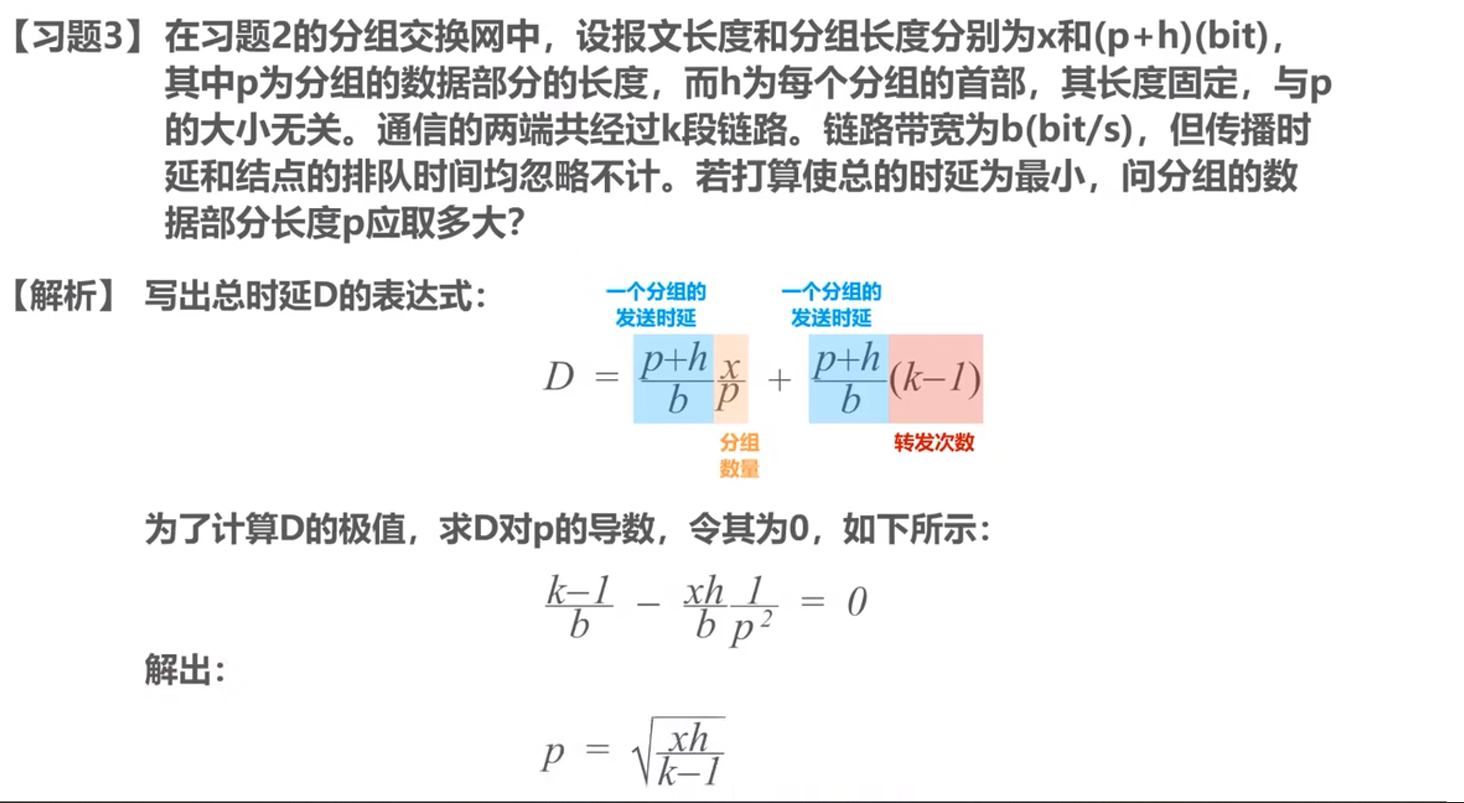 【习题3】在习题2的分组交换网中，设报文长度和分组长度分别为x和(p+h)(bit)，
其中p为分组的数据部分的长度，而h为每个分组的首部，其长度固定，与p
的大小无关。通信的两端共经过k段链路。链路带宽为b(bit/s)，但传播时
延和结点的排队时间均忽略不计。若打算使总的时延为最小，问分组的数
据部分长度p应取多大？
【解析】 写出总时延D的表达式：
一个分组的 一个分组的
发送时延 发送时延
D = \frac{p+h}{b}\frac{x}{p} + \frac{p+h}{b}(k-1)
分组 转发次数
数量
为了计算D的极值，求D对p的导数，令其为0，如下所示：
\frac{k-1}{b} - \frac{xh}{b}\frac{1}{p^2} = 0
解出：
p = \sqrt{\frac{xh}{k-1}}